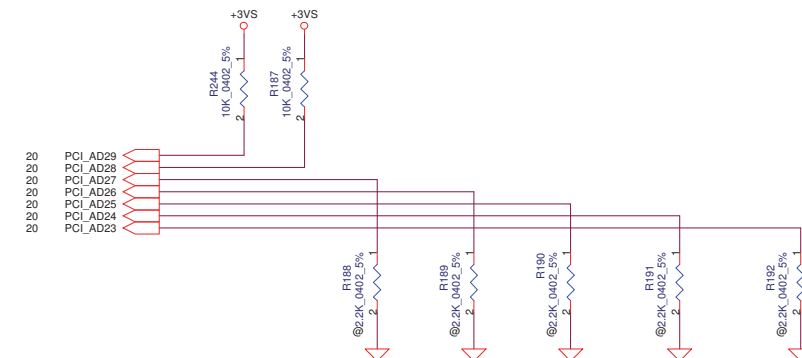 +3VS
+3VS
R244
10K_0402_5%
1
2
R187
10K_0402_5%
1
2
20 PCI_AD29
20 PCI_AD28
20 PCI_AD27
20 PCI_AD26
20 PCI_AD25
20 PCI_AD24
20 PCI_AD23
R188
@2.2K_0402_5%
1
2
R189
@2.2K_0402_5%
1
2
R190
@2.2K_0402_5%
1
2
R191
@2.2K_0402_5%
1
2
R192
@2.2K_0402_5%
1
2